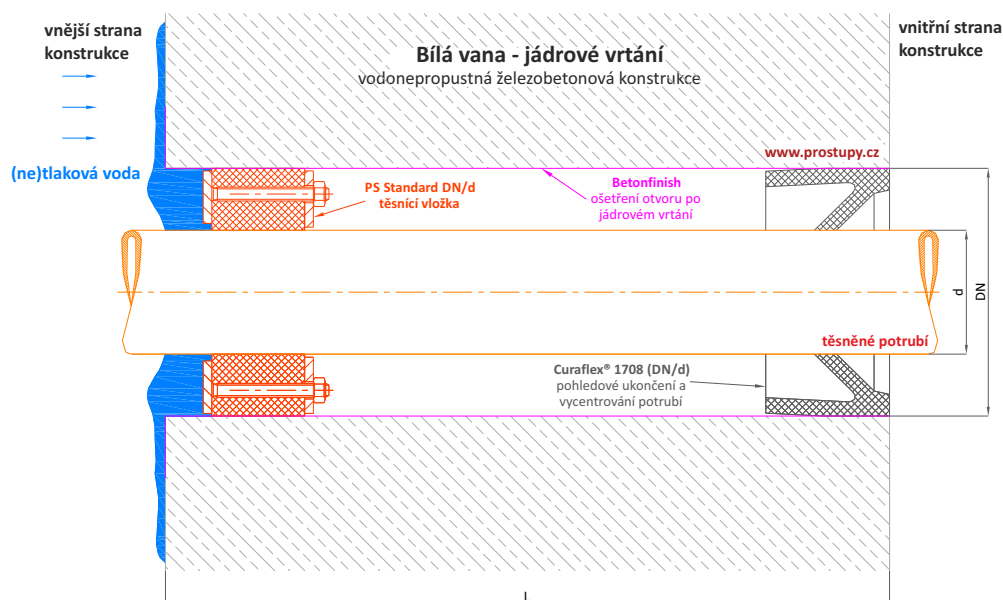 vnější strana
konstrukce
Bílá vana - jádrové vrtání
vodonepropustná železobetonová konstrukce
vnitřní strana
konstrukce
(ne)tlaková voda
www.prostupy.cz
PS Standard DN/d
těsnící vložka
Betonfinish
ošetření otvoru po
jádrovém vrtání
d
DN
těsněné potrubí
Curaflex® 1708 (DN/d)
pohledové ukončení a
vycentrování potrubí